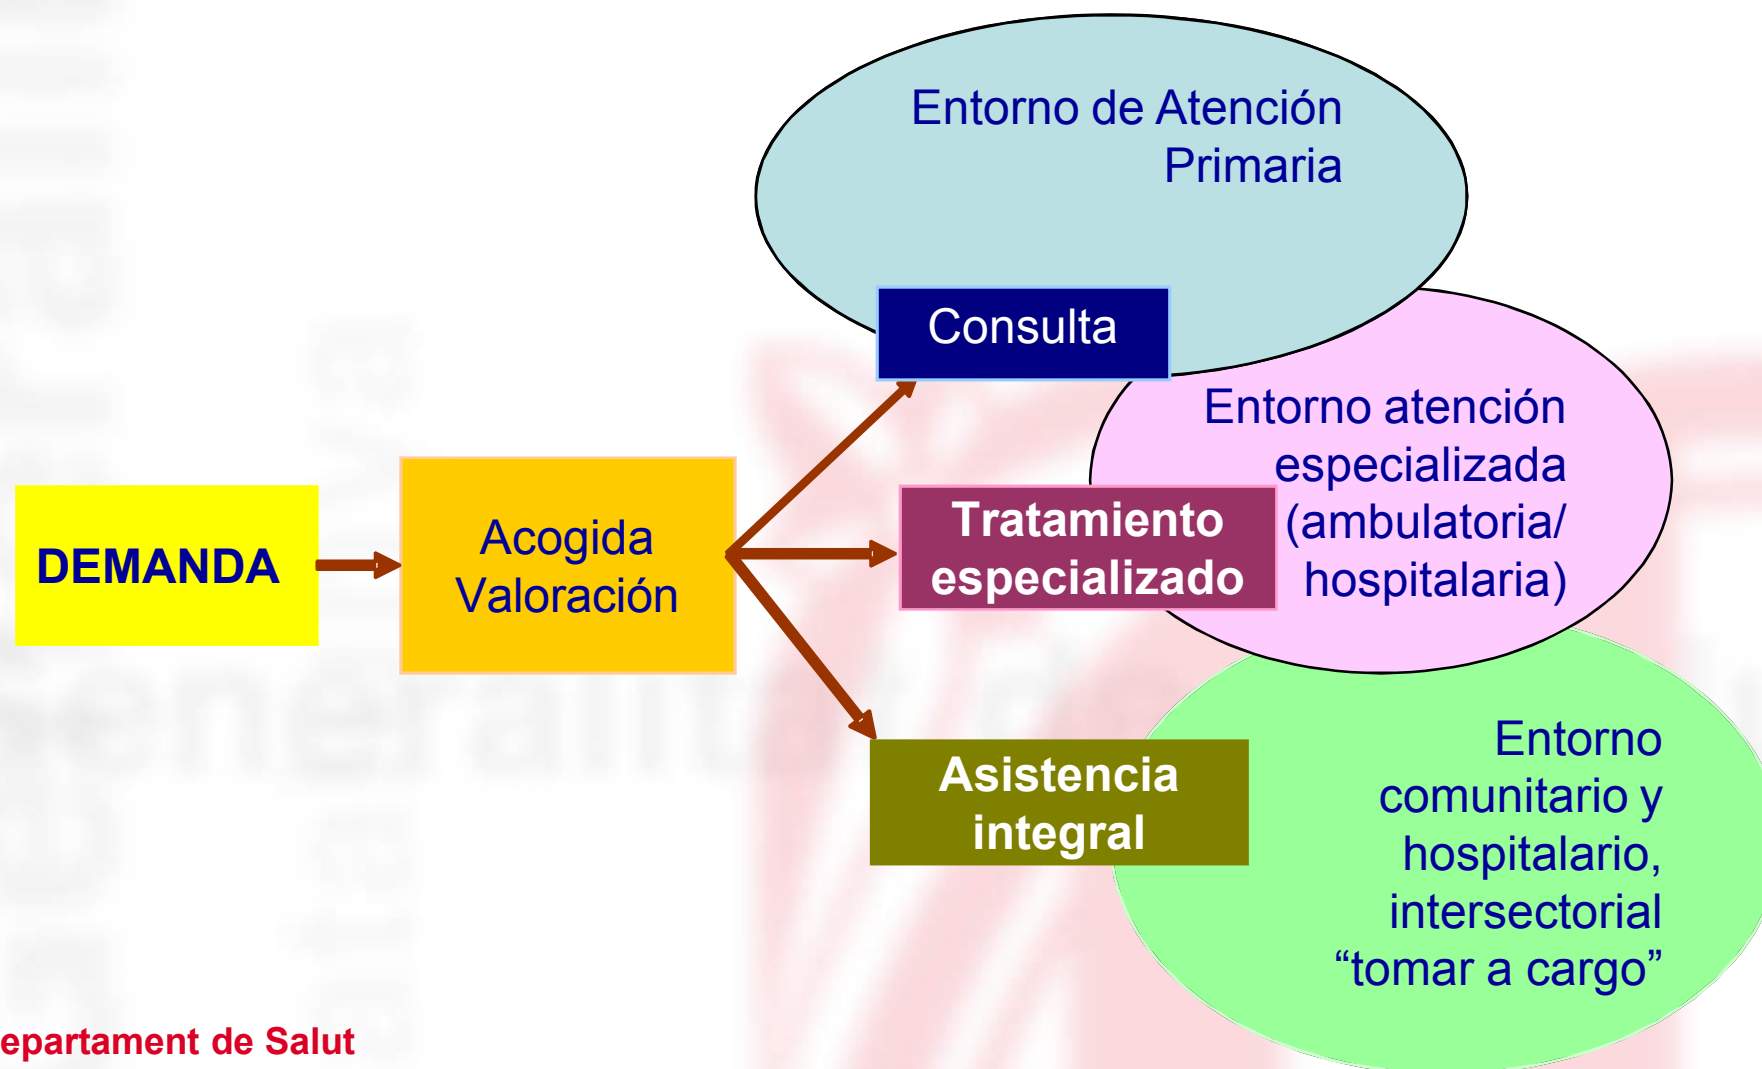 Entorno de Atención
Primaria
Consulta
Entorno atención
especializada
(ambulatoria/
hospitalaria)
DEMANDA
Acogida
Valoración
Tratamiento
especializado
Asistencia
integral
Entorno
comunitario y
hospitalario,
intersectorial
“tomar a cargo”
epartament de Salut